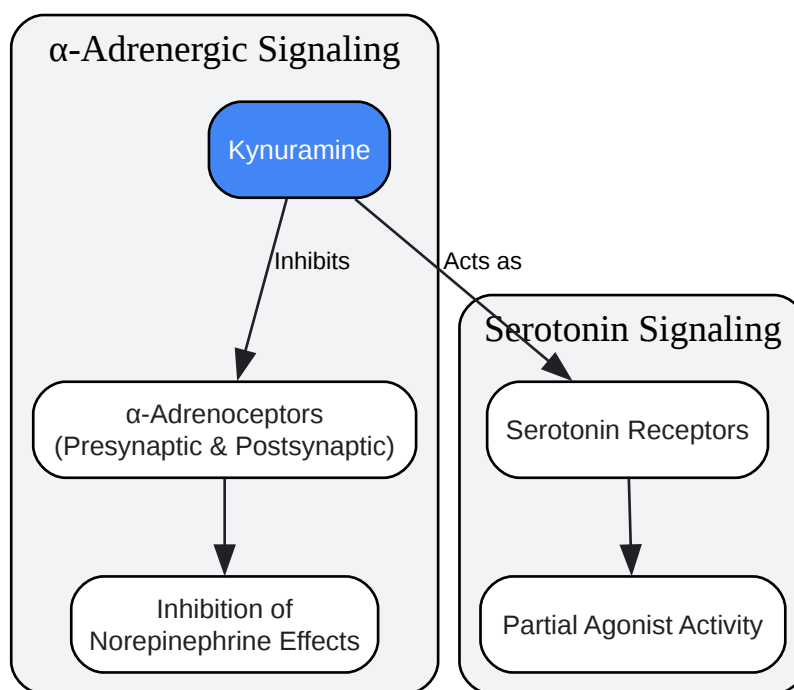 α-Adrenergic Signaling
Kynuramine
Inhibits
Acts as
Serotonin Signaling
α-Adrenoceptors
(Presynaptic & Postsynaptic)
Serotonin Receptors
Inhibition of
Norepinephrine Effects
Partial Agonist Activity